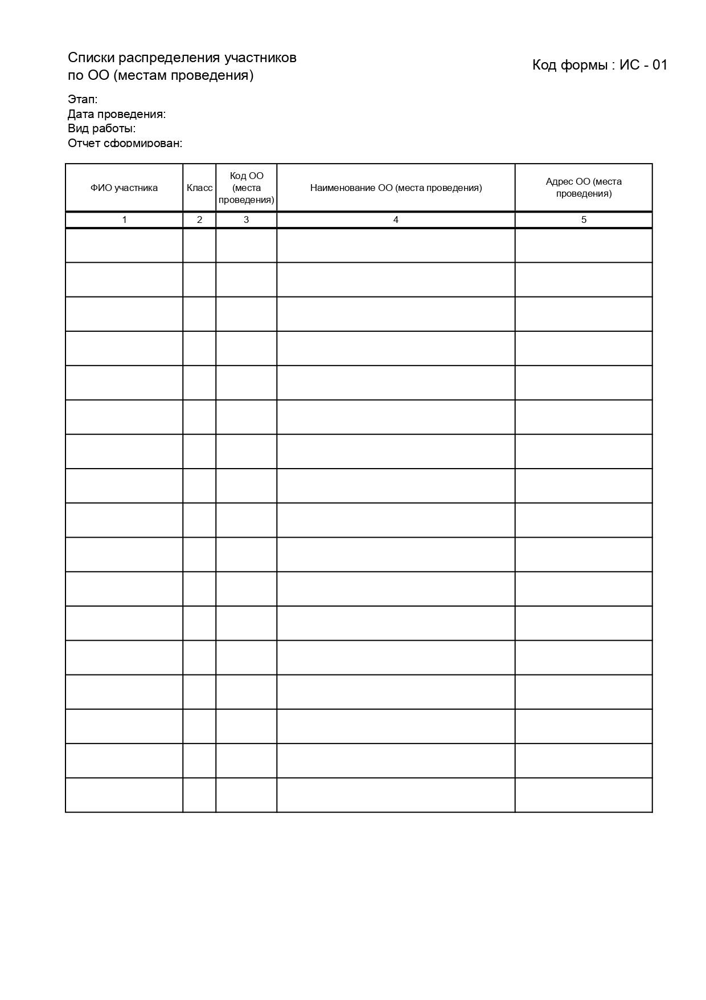 Списки распределения участников
по ОО (местам проведения)
Код формы : ИС - 01
Этап:
Дата проведения:
Вид работы:
Отчет сформирован:
ФИО участника
Класс
Код ОО
(места
проведения)
Наименование ОО (места проведения)
Адрес ОО (места
проведения)
1 2 3 4 5